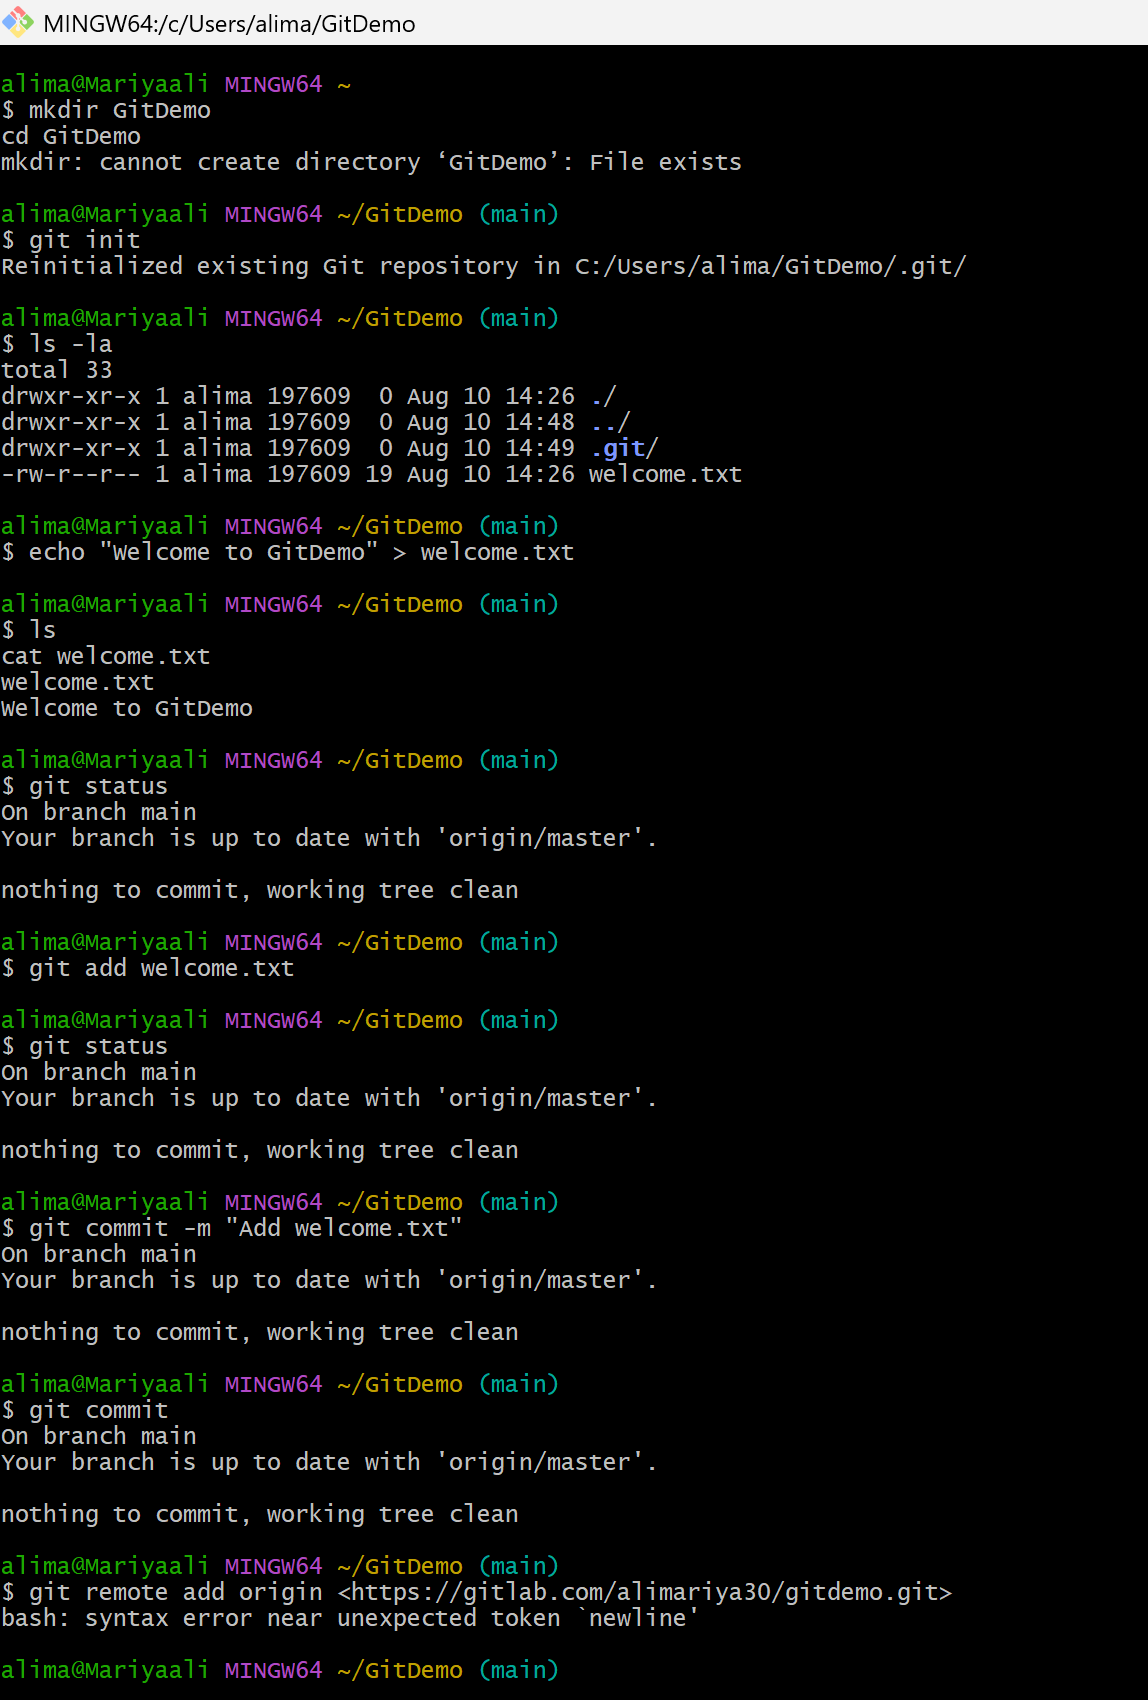 MINGW64:/c/Users/alima/GitDemo
alima@Mariyaali MINGW64 ~
$ mkdir GitDemo
cd GitDemo
mkdir: cannot create directory ‘GitDemo’: File exists
alima@Mariyaali MINGW64 ~/GitDemo (main)
$ git init
Reinitialized existing Git repository in C:/Users/alima/GitDemo/.git/
alima@Mariyaali MINGW64 ~/GitDemo (main)
$ ls -la
total 33
drwxr-xr-x 1 alima 197609  0 Aug 10 14:26 ./
drwxr-xr-x 1 alima 197609  0 Aug 10 14:48 ../
drwxr-xr-x 1 alima 197609  0 Aug 10 14:49 .git/
-rw-r--r-- 1 alima 197609 19 Aug 10 14:26 welcome.txt
alima@Mariyaali MINGW64 ~/GitDemo (main)
$ echo "Welcome to GitDemo" > welcome.txt
alima@Mariyaali MINGW64 ~/GitDemo (main)
$ ls
cat welcome.txt
welcome.txt
Welcome to GitDemo
alima@Mariyaali MINGW64 ~/GitDemo (main)
$ git status
On branch main
Your branch is up to date with 'origin/master'.
nothing to commit, working tree clean
alima@Mariyaali MINGW64 ~/GitDemo (main)
$ git add welcome.txt
alima@Mariyaali MINGW64 ~/GitDemo (main)
$ git status
On branch main
Your branch is up to date with 'origin/master'.
nothing to commit, working tree clean
alima@Mariyaali MINGW64 ~/GitDemo (main)
$ git commit -m "Add welcome.txt"
On branch main
Your branch is up to date with 'origin/master'.
nothing to commit, working tree clean
alima@Mariyaali MINGW64 ~/GitDemo (main)
$ git commit
On branch main
Your branch is up to date with 'origin/master'.
nothing to commit, working tree clean
alima@Mariyaali MINGW64 ~/GitDemo (main)
$ git remote add origin <https://gitlab.com/alimariya30/gitdemo.git>
bash: syntax error near unexpected token `newline'
alima@Mariyaali MINGW64 ~/GitDemo (main)